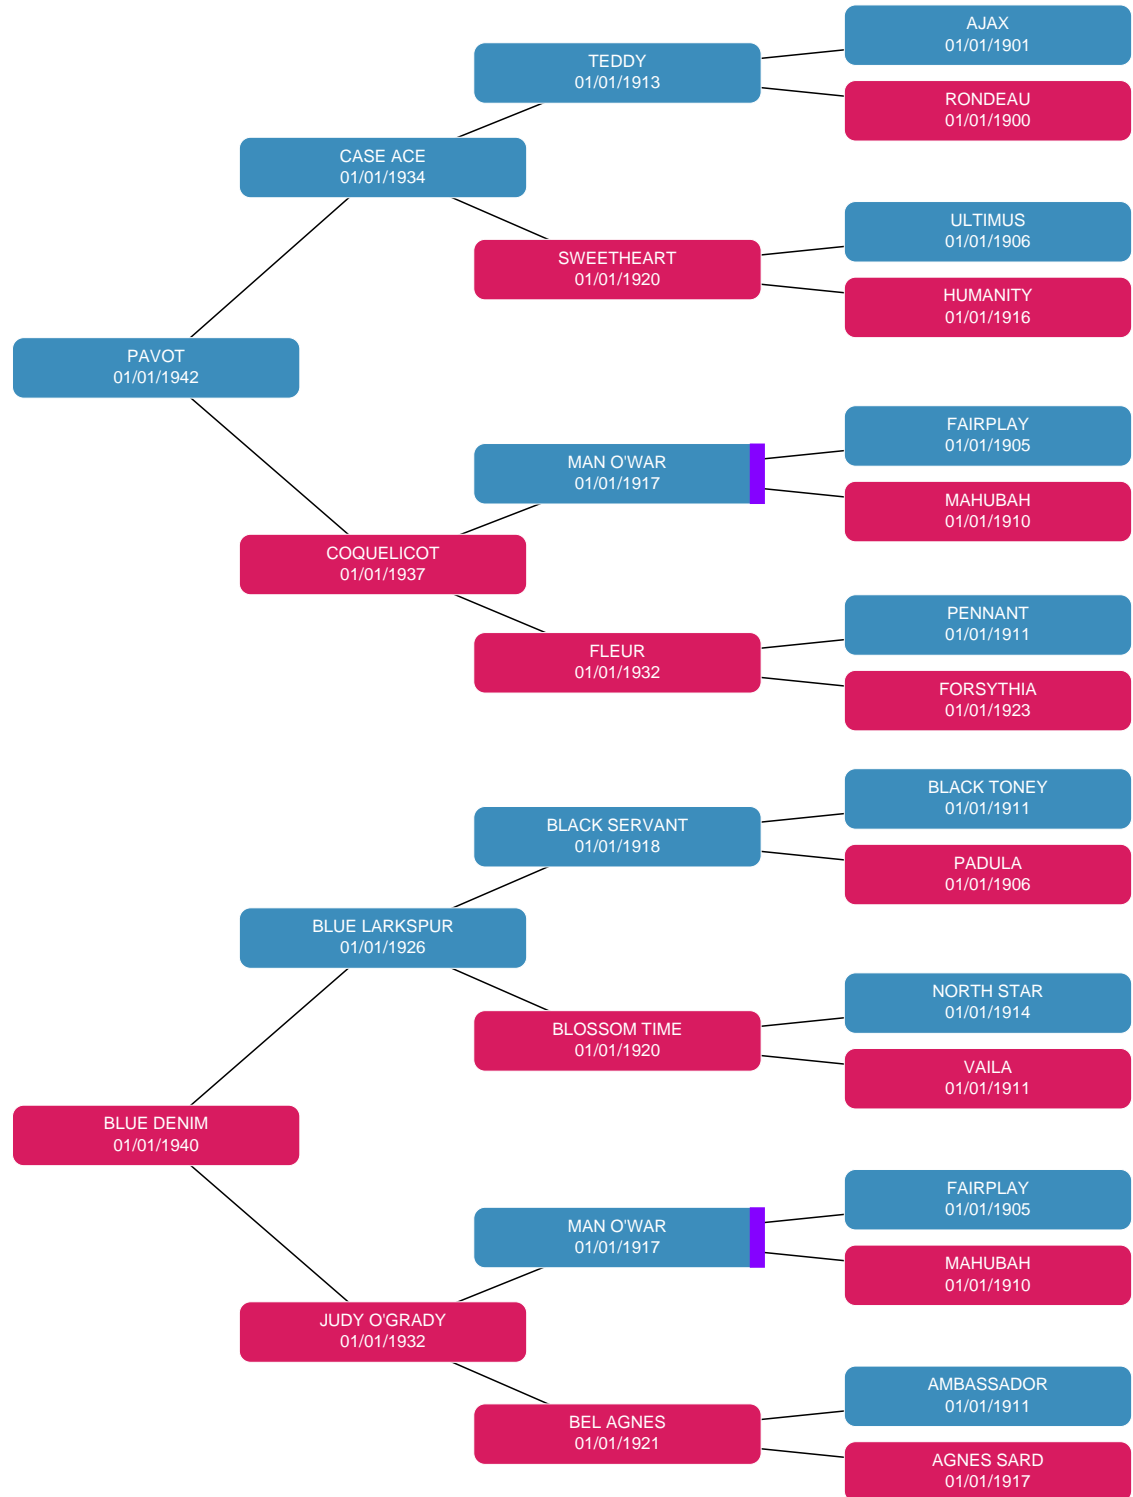 AJAX
01/01/1901
TEDDY
01/01/1913
RONDEAU
01/01/1900
CASE ACE
01/01/1934
ULTIMUS
01/01/1906
SWEETHEART
01/01/1920
HUMANITY
01/01/1916
PAVOT
01/01/1942
FAIRPLAY
01/01/1905
MAN O'WAR
01/01/1917
MAHUBAH
01/01/1910
COQUELICOT
01/01/1937
PENNANT
01/01/1911
FLEUR
01/01/1932
FORSYTHIA
01/01/1923
BLACK TONEY
01/01/1911
BLACK SERVANT
01/01/1918
PADULA
01/01/1906
BLUE LARKSPUR
01/01/1926
NORTH STAR
01/01/1914
BLOSSOM TIME
01/01/1920
VAILA
01/01/1911
BLUE DENIM
01/01/1940
FAIRPLAY
01/01/1905
MAN O'WAR
01/01/1917
MAHUBAH
01/01/1910
JUDY O'GRADY
01/01/1932
AMBASSADOR
01/01/1911
BEL AGNES
01/01/1921
AGNES SARD
01/01/1917